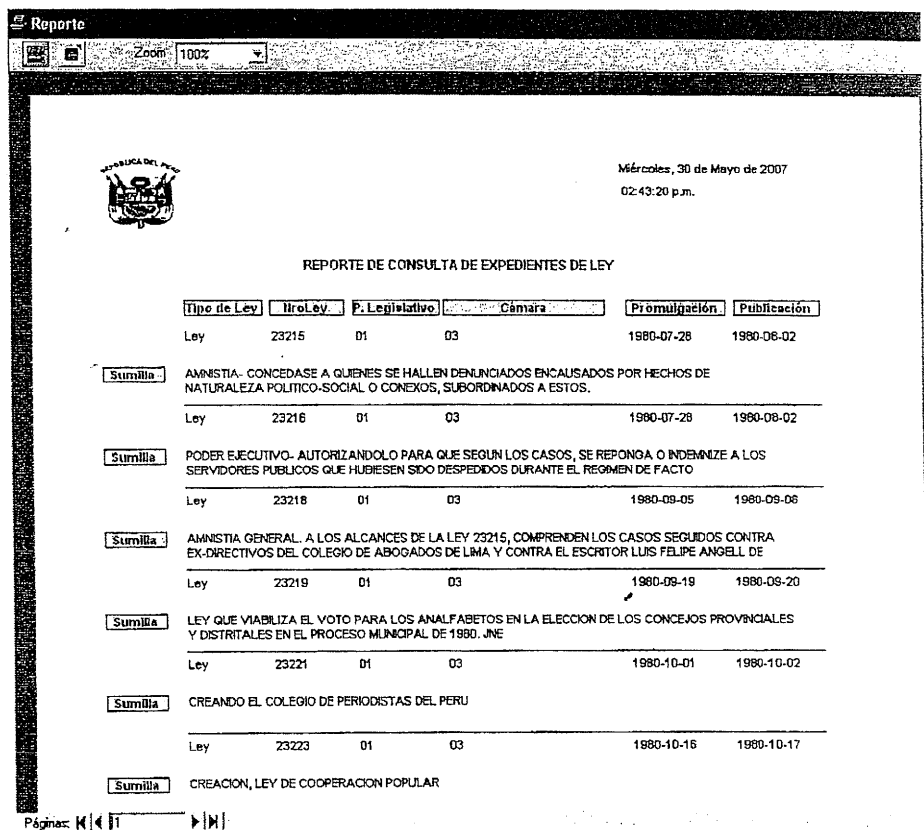 Reporte
Zoom 100%
REPUBLICA DEL PERU
Miércoles, 30 de Mayo de 2007
02:43:20 p.m.
REPORTE DE CONSULTA DE EXPEDIENTES DE LEY
Tipo de Ley NroLey P. Legislativo Cámara Promulgación Publicación
Ley 23215 01 03 1980-07-28 1980-08-02
Sumilla AMNISTIA- CONCEDASE A QUIENES SE HALLEN DENUNCIADOS ENCAUSADOS POR HECHOS DE
NATURALEZA POLITICO-SOCIAL O CONEXOS, SUBORDINADOS A ESTOS.
Ley 23216 01 03 1980-07-28 1980-08-02
Sumilla PODER EJECUTIVO- AUTORIZANDOLO PARA QUE SEGUN LOS CASOS, SE REPONGA O INDEMNIZE A LOS
SERVIDORES PUBLICOS QUE HUBIESEN SIDO DESPEDIDOS DURANTE EL REGIMEN DE FACTO
Ley 23218 01 03 1980-09-05 1980-09-06
Sumilla AMNISTIA GENERAL. A LOS ALCANCES DE LA LEY 23215, COMPRENDEN LOS CASOS SEGUIDOS CONTRA
EX-DIRECTIVOS DEL COLEGIO DE ABOGADOS DE LIMA Y CONTRA EL ESCRITOR LUIS FELIPE ANGELL DE
Ley 23219 01 03 1980-09-19 1980-09-20
Sumilla LEY QUE VIABILIZA EL VOTO PARA LOS ANALFABETOS EN LA ELECCION DE LOS CONCEJOS PROVINCIALES
Y DISTRITALES EN EL PROCESO MUNICIPAL DE 1980. JNE
Ley 23221 01 03 1980-10-01 1980-10-02
Sumilla CREANDO EL COLEGIO DE PERIODISTAS DEL PERU
Ley 23223 01 03 1980-10-16 1980-10-17
Sumilla CREACION, LEY DE COOPERACION POPULAR
Páginas: 1